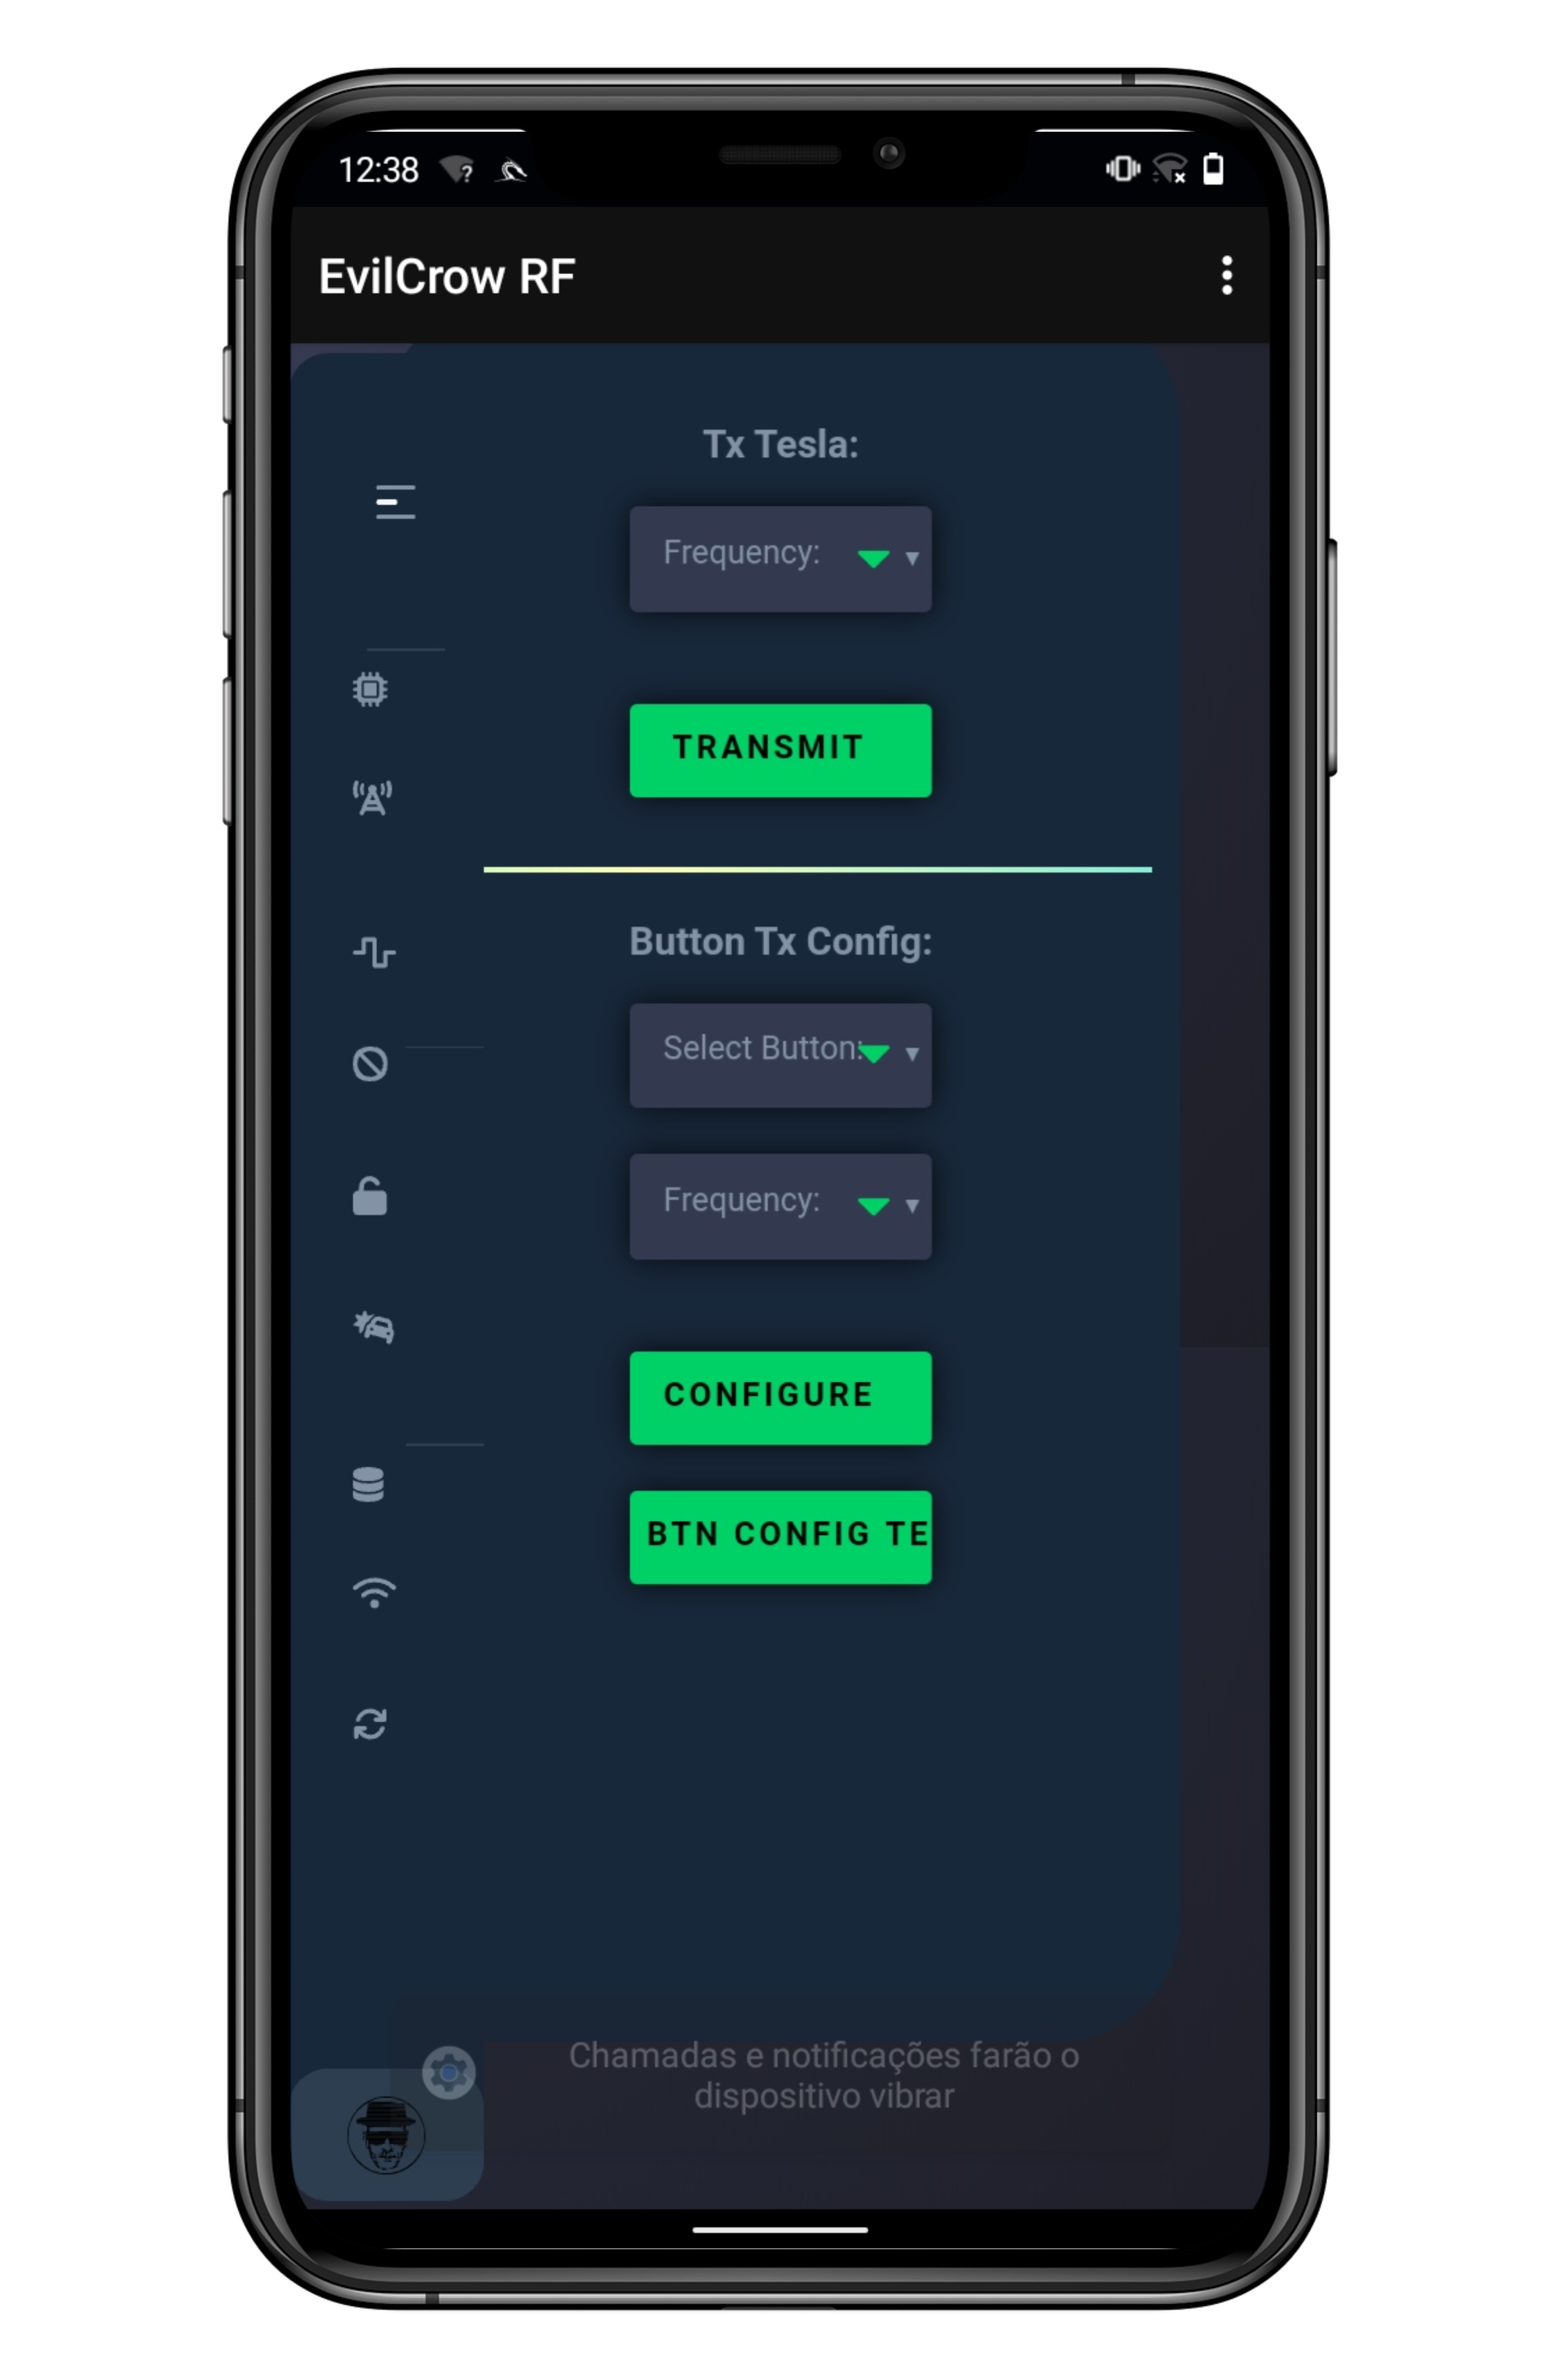 12:38
EvilCrow RF
Tx Tesla:
Frequency:
TRANSMIT
Button Tx Config:
Select Button:
Frequency:
CONFIGURE
BTN CONFIG TE
Chamadas e notificações farão o
dispositivo vibrar